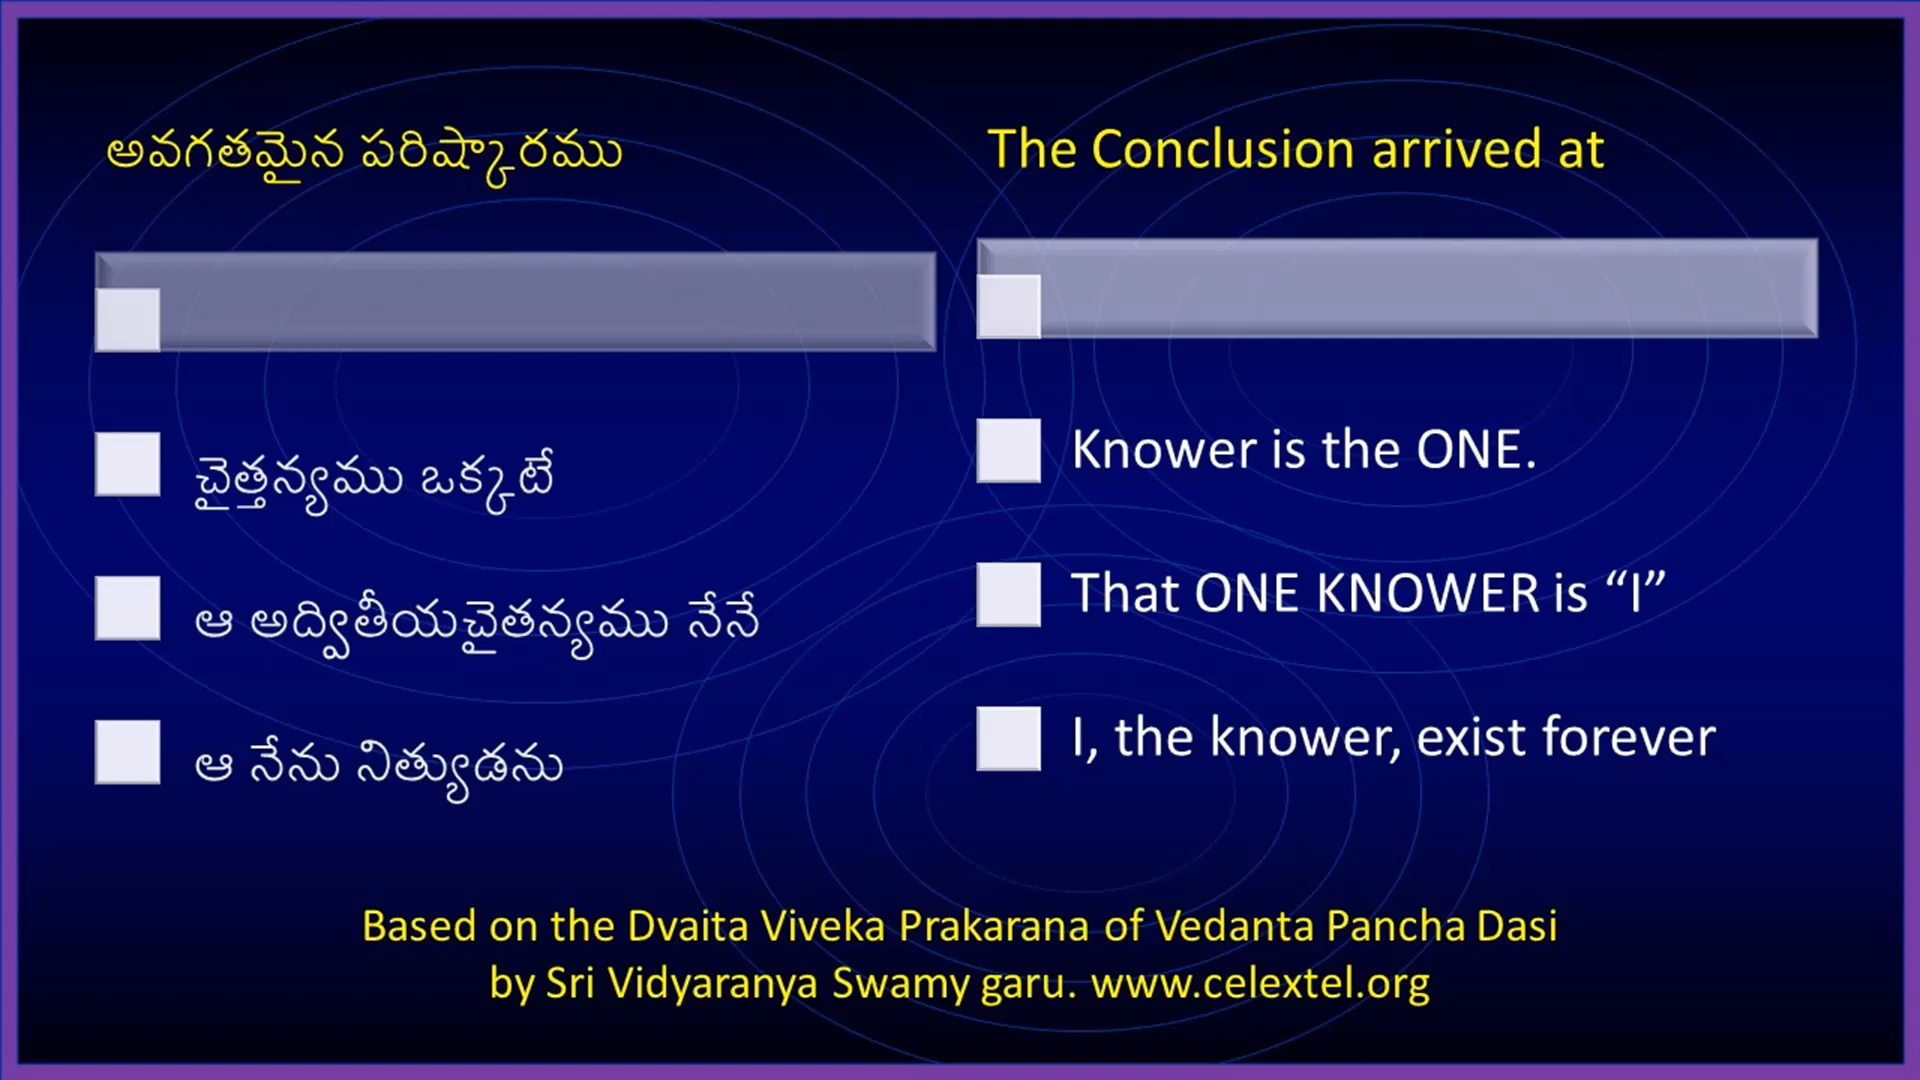 అవగతమైన పరిష్కారము
చైత్తన్యము ఒక్కటే
ఆ అద్వితీయచైతన్యము నేనే
ఆ నేను నిత్యుడను
The Conclusion arrived at
Knower is the ONE.
That ONE KNOWER is “I”
I, the knower, exist forever
Based on the Dvaita Viveka Prakarana of Vedanta Pancha Dasi
by Sri Vidyaranya Swamy garu. www.celextel.org